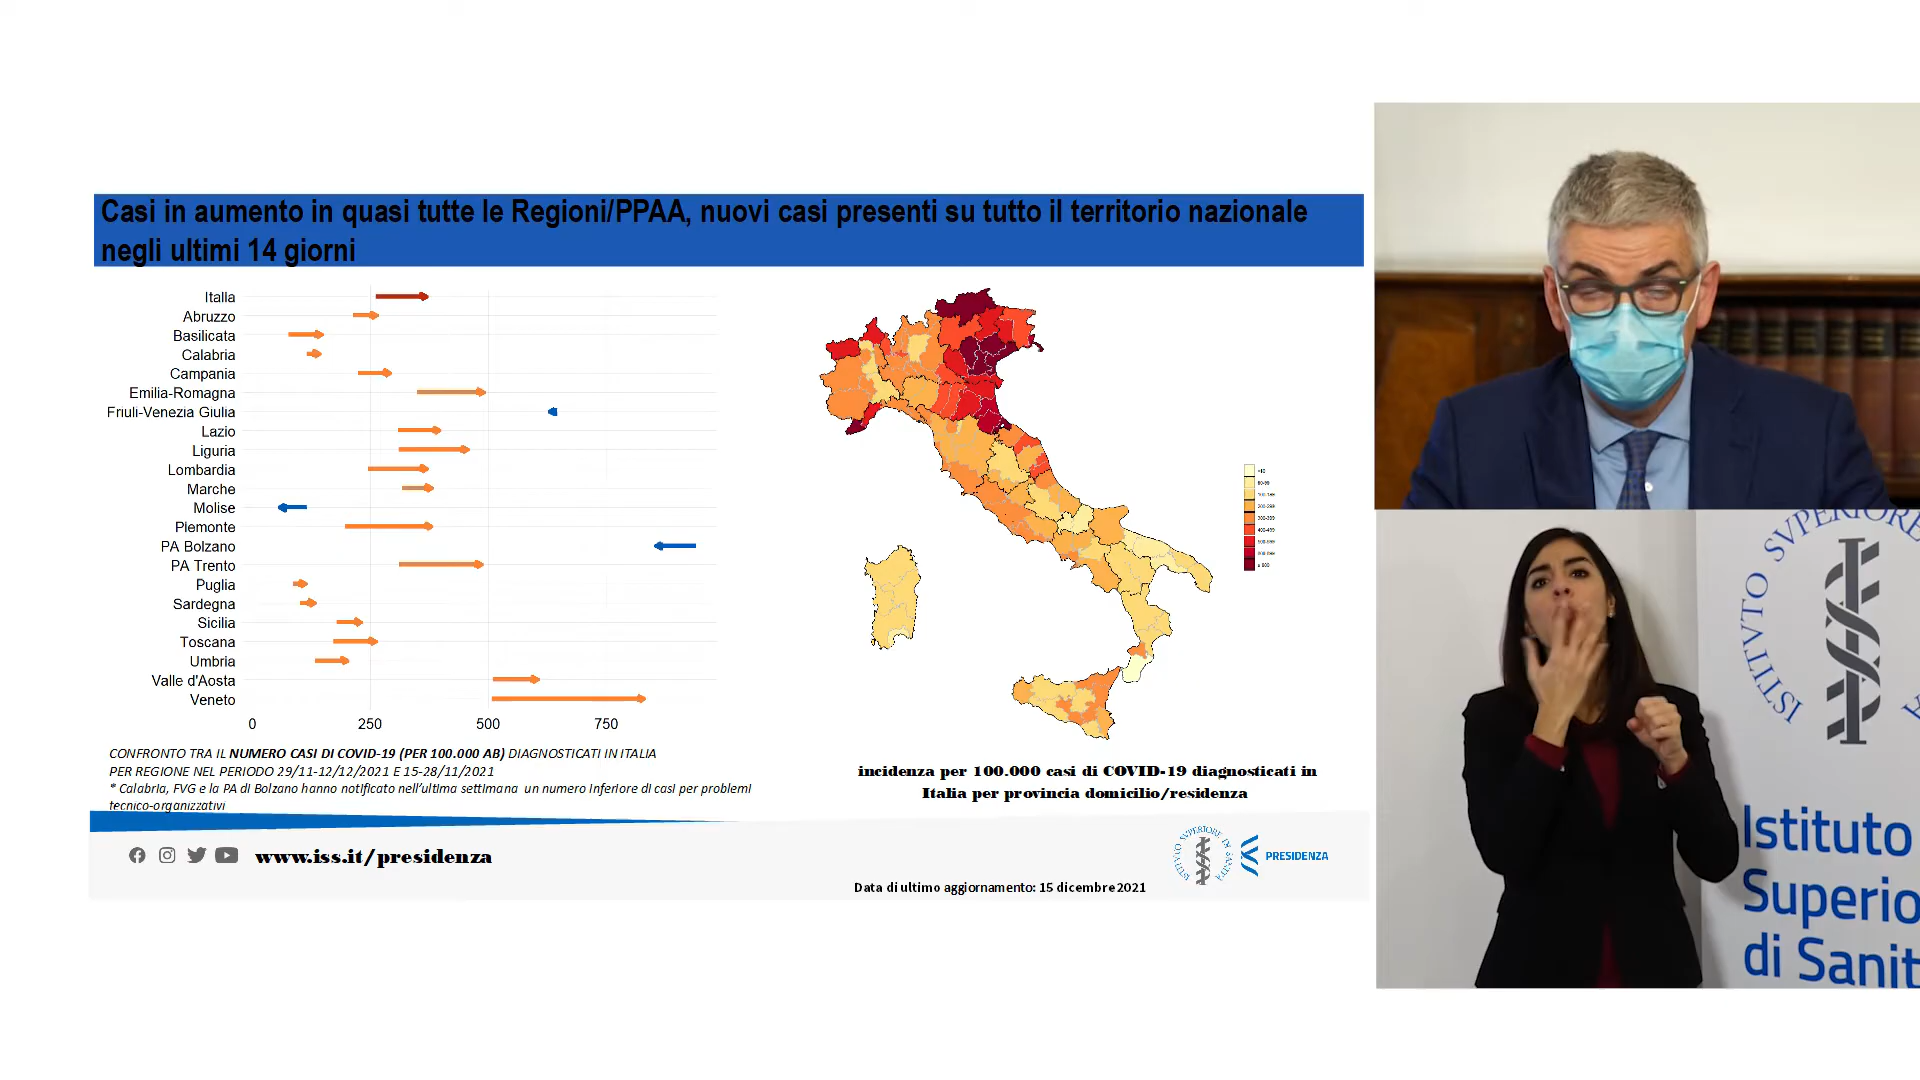 Casi in aumento in quasi tutte le Regioni/PPAA, nuovi casi presenti su tutto il territorio nazionale
negli ultimi 14 giorni
Italia
Abruzzo
Basilicata
Calabria
Campania
Emilia-Romagna
Friuli-Venezia Giulia
Lazio
Liguria
Lombardia
Marche
Molise
Piemonte
PA Bolzano
PA Trento
Puglia
Sardegna
Sicilia
Toscana
Umbria
Valle d'Aosta
Veneto
0 250 500 750
CONFRONTO TRA IL NUMERO CASI DI COVID-19 (PER 100.000 AB) DIAGNOSTICATI IN ITALIA
PER REGIONE NEL PERIODO 29/11-12/12/2021 E 15-28/11/2021
* Calabria, FVG e la PA di Bolzano hanno notificato nell'ultima settimana un numero inferiore di casi per problemi
tecnico-organizzativi
incidenza per 100.000 casi di COVID-19 diagnosticati in
Italia per provincia domicilio/residenza
www.iss.it/presidenza
ISTITVTO SVPERIORE DI SANITÀ
PRESIDENZA
Data di ultimo aggiornamento: 15 dicembre 2021
ISTITVTO SVPERIORE
Istituto
Superio
di Sanit